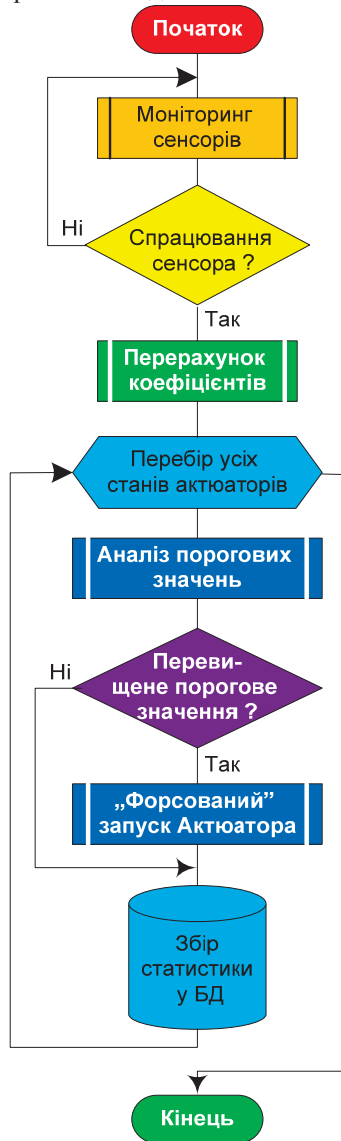 Початок
Моніторинг
сенсорів
Ні
Спрацювання
сенсора ?
Так
Перерахунок
коефіцієнтів
Перебір усіх
станів актюаторів
Аналіз порогових
значень
Ні
Переви-
щене порогове
значення ?
Так
„Форсований”
запуск Актюатора
Збір
статистики
у БД
Кінець